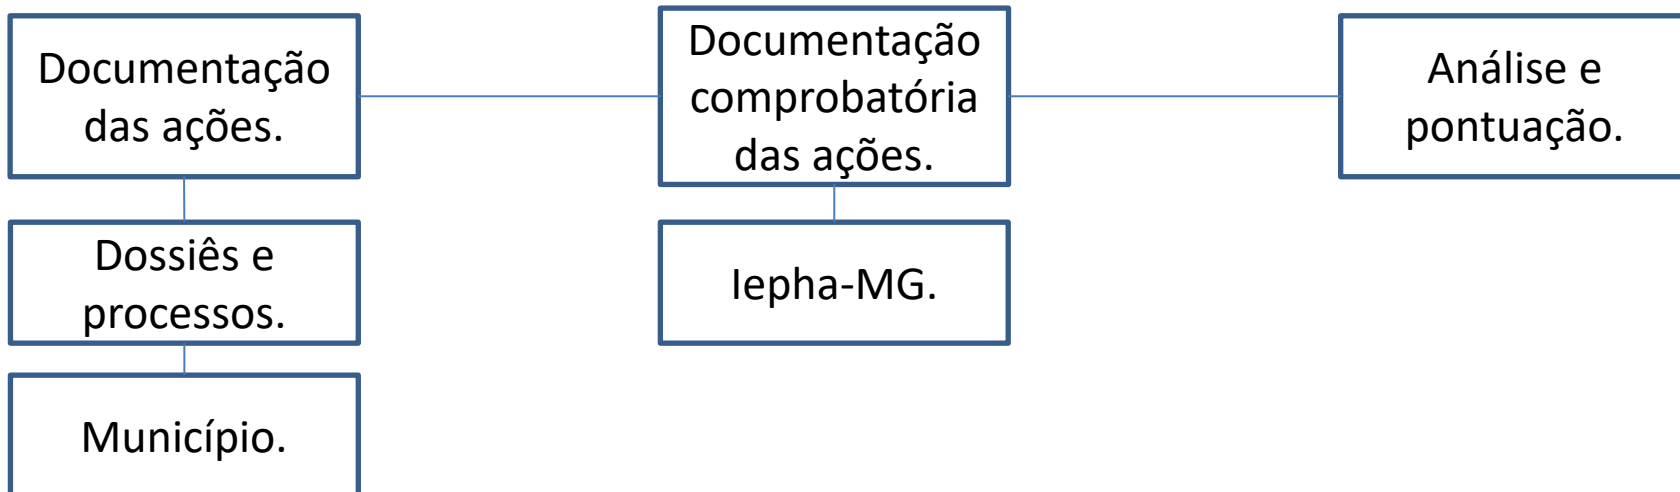 Documentação
das ações.
Documentação
comprobatória
das ações.
Análise e
pontuação.
Dossiês e
processos.
Iepha-MG.
Município.